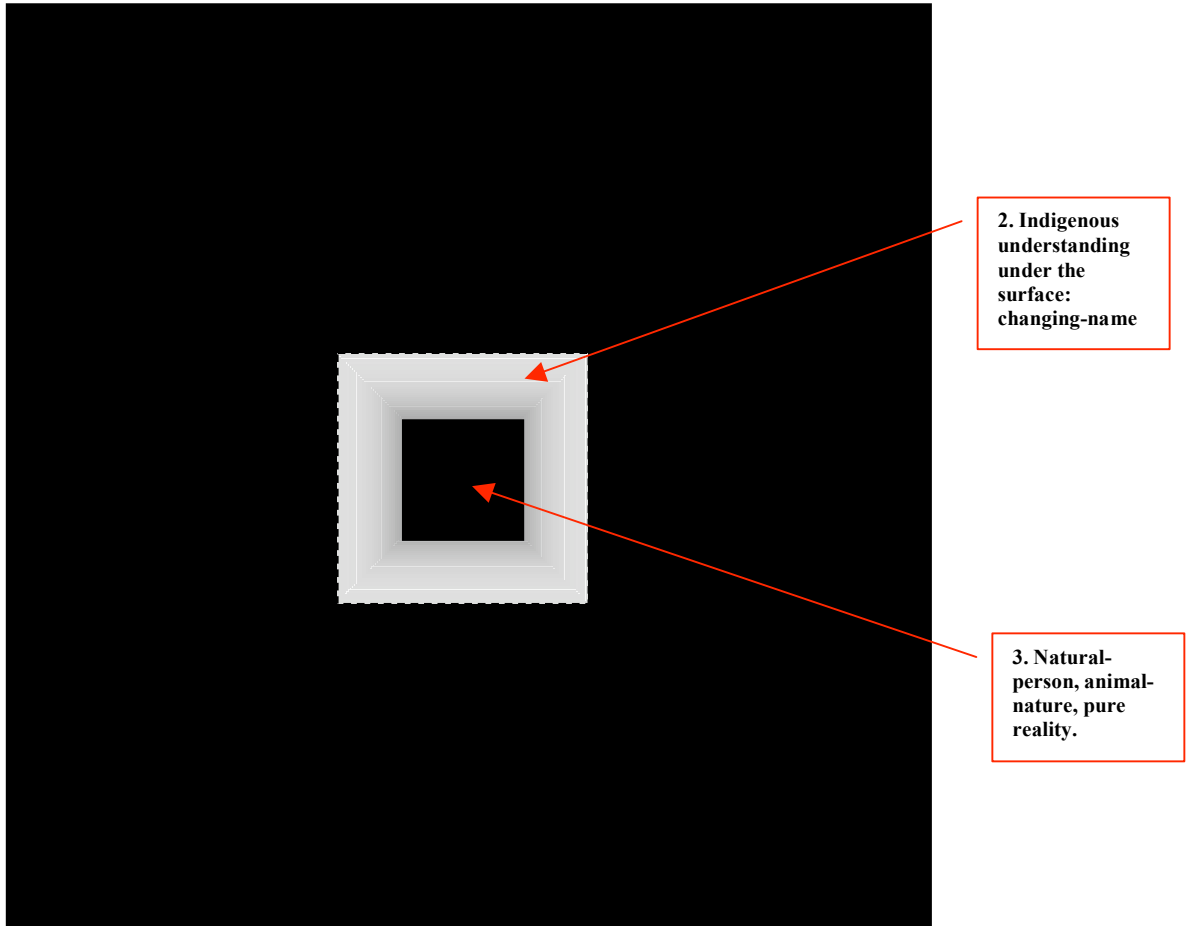 2. Indigenous
understanding
under the
surface:
changing-name
3. Natural-
person, animal-
nature, pure
reality.